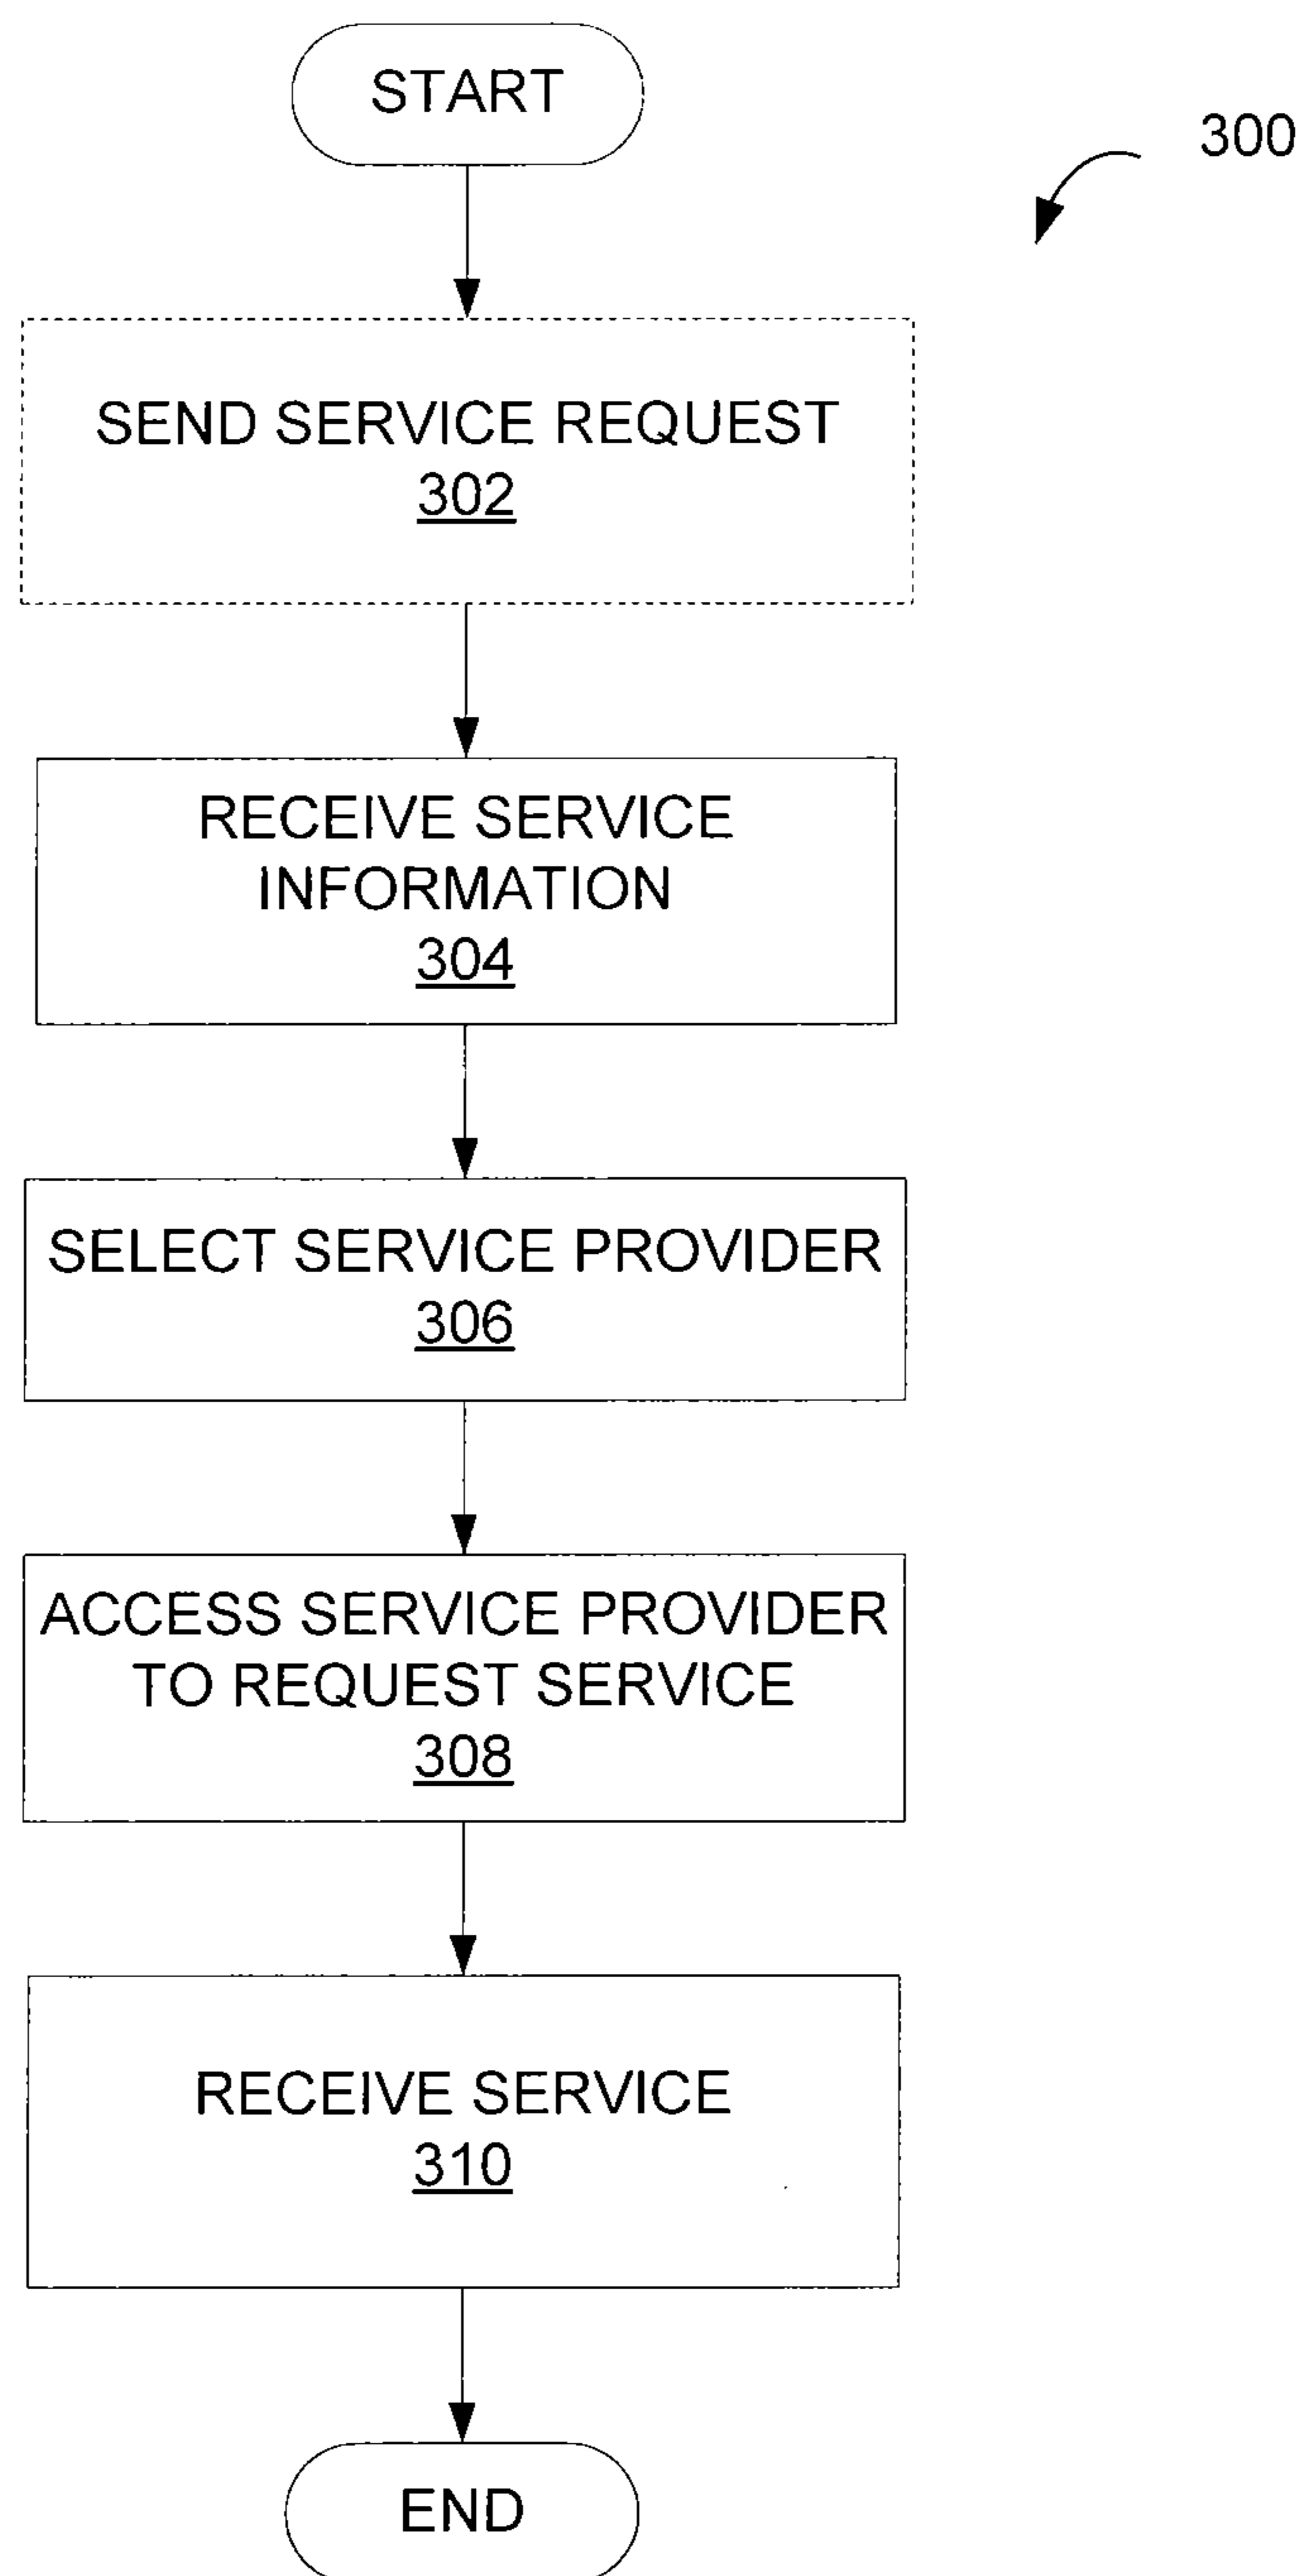 START
300
SEND SERVICE REQUEST
302
RECEIVE SERVICE
INFORMATION
304
SELECT SERVICE PROVIDER
306
ACCESS SERVICE PROVIDER
TO REQUEST SERVICE
308
RECEIVE SERVICE
310
END